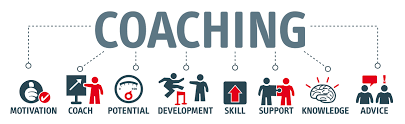 COACHING
MOTIVATION COACH POTENTIAL DEVELOPMENT SKILL SUPPORT KNOWLEDGE ADVICE